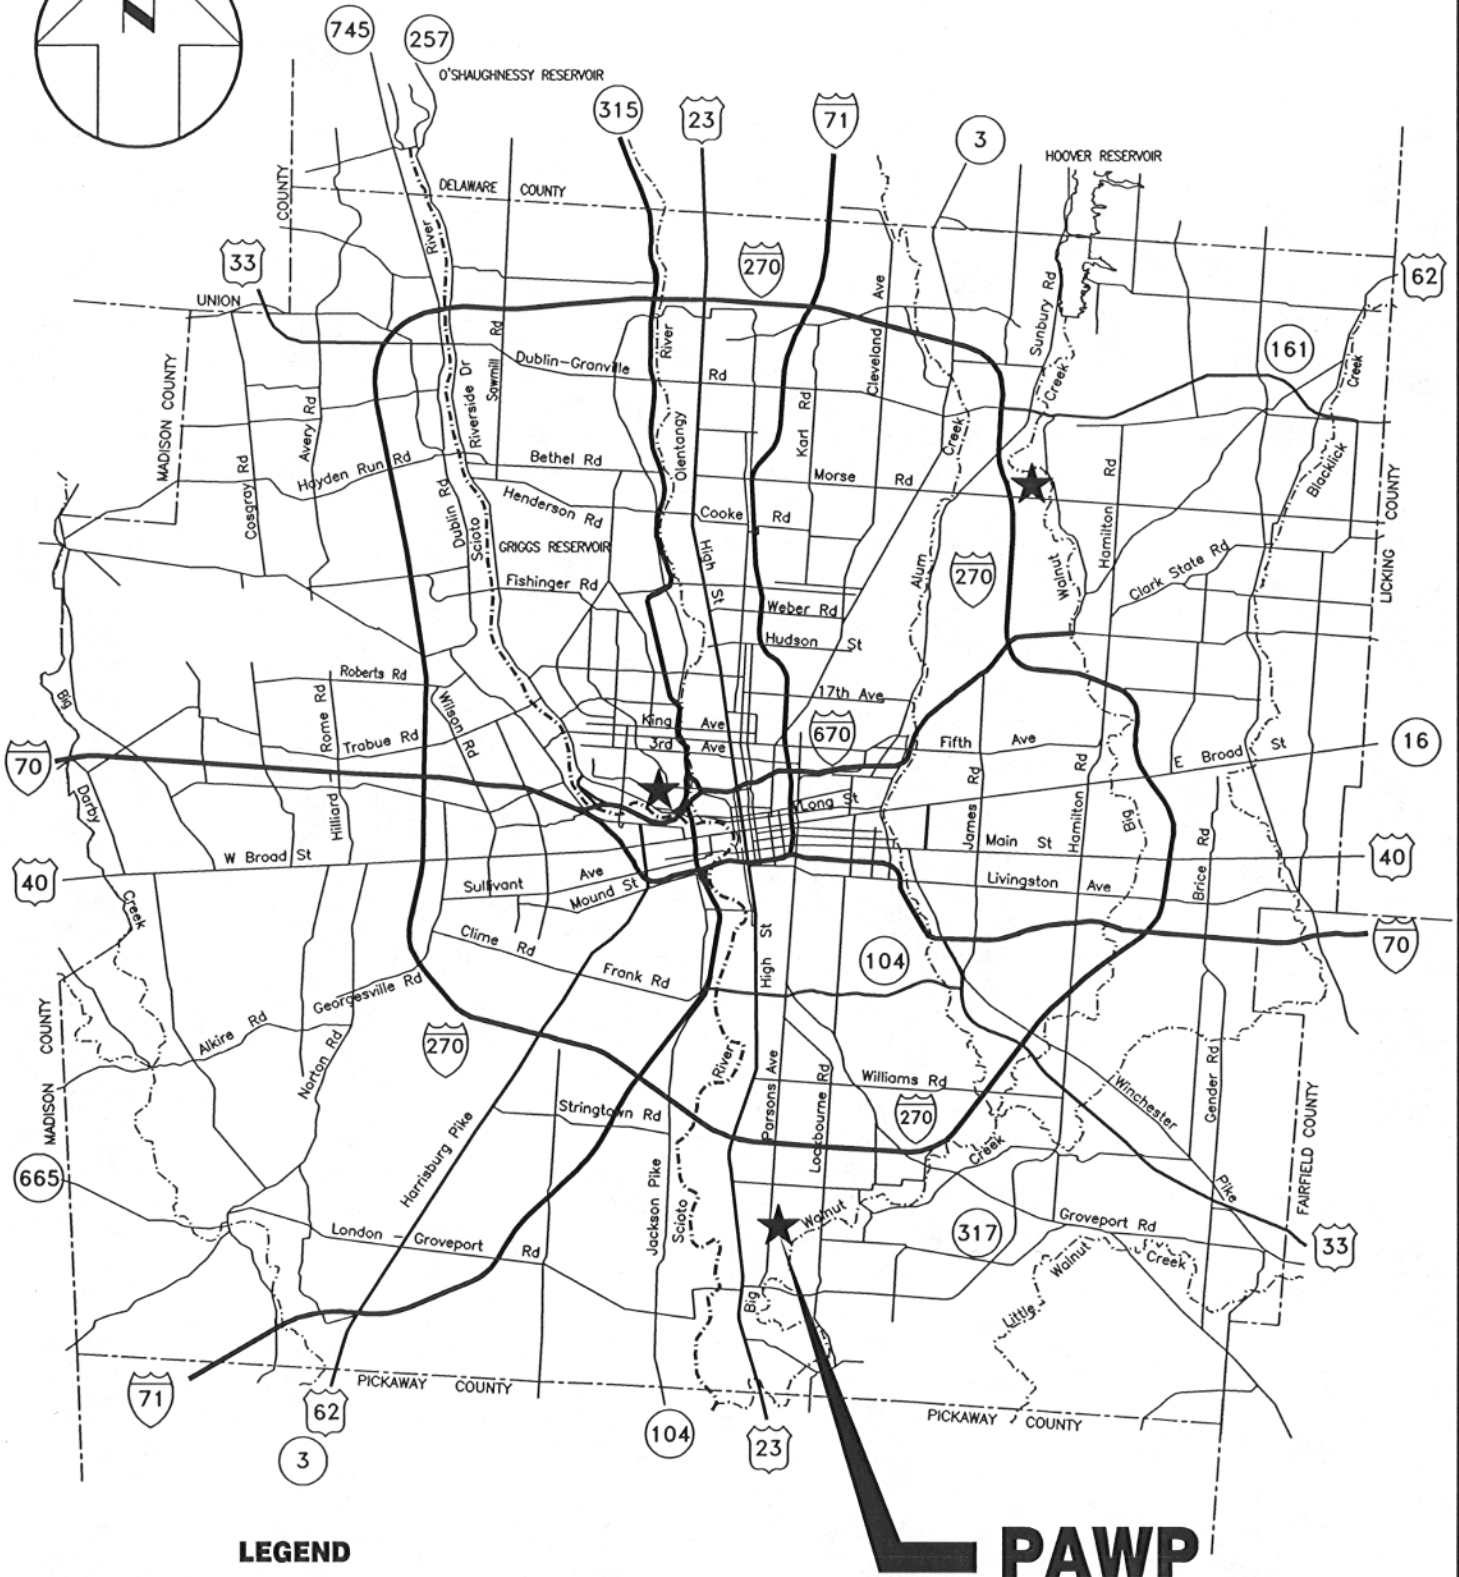 N
745
257
O'SHAUGHNESSY RESERVOIR
315
23
71
3
HOOVER RESERVOIR
DELAWARE COUNTY
COUNTY
River
33
270
62
UNION
Ave
Sunbury Rd
161
Rd
River
Dublin-Granville
Rd
Cleveland
Creek
Creek
MADISON COUNTY
Riverside Dr
Sawmill
Avery Rd
Karl Rd
Olentangy
Creek
Bethel Rd
Hayden Run Rd
Morse Rd
Rd
Blacklick
COUNTY
Cosgray Rd
Dublin Rd
Henderson Rd
Cooke Rd
Scioto
GRIGGS RESERVOIR
High St
Hamilton
Clark State Rd
Fishinger Rd
Alum
270
Walnut
LICKING
Weber Rd
Hudson St
Roberts Rd
Big
Rome Rd
Wilson Rd
17th Ave
King Ave
670
Trabue Rd
3rd Ave
Fifth Ave
E Broad St
16
70
Rd
Rd
Darby
Hilliard
Long St
Big
James
Hamilton
Main St
W Broad St
Brice Rd
40
40
Sullivant Ave
Livingston Ave
Mound St
Creek
Clime Rd
High St
70
104
Frank Rd
Georgesville Rd
COUNTY
Alkire Rd
270
Norton Rd
River
Parsons Ave
Lockbourne Rd
Williams Rd
Gender Rd
Winchester
MADISON
Stringtown Rd
270
FAIRFIELD COUNTY
Harrisburg Pike
Creek
665
Jackson Pike
Scioto
Pike
Walnut
Groveport Rd
London - Groveport Rd
317
33
Walnut
Creek
Big
Little
71
PICKAWAY COUNTY
62
PICKAWAY COUNTY
104
23
3
LEGEND
PAWP